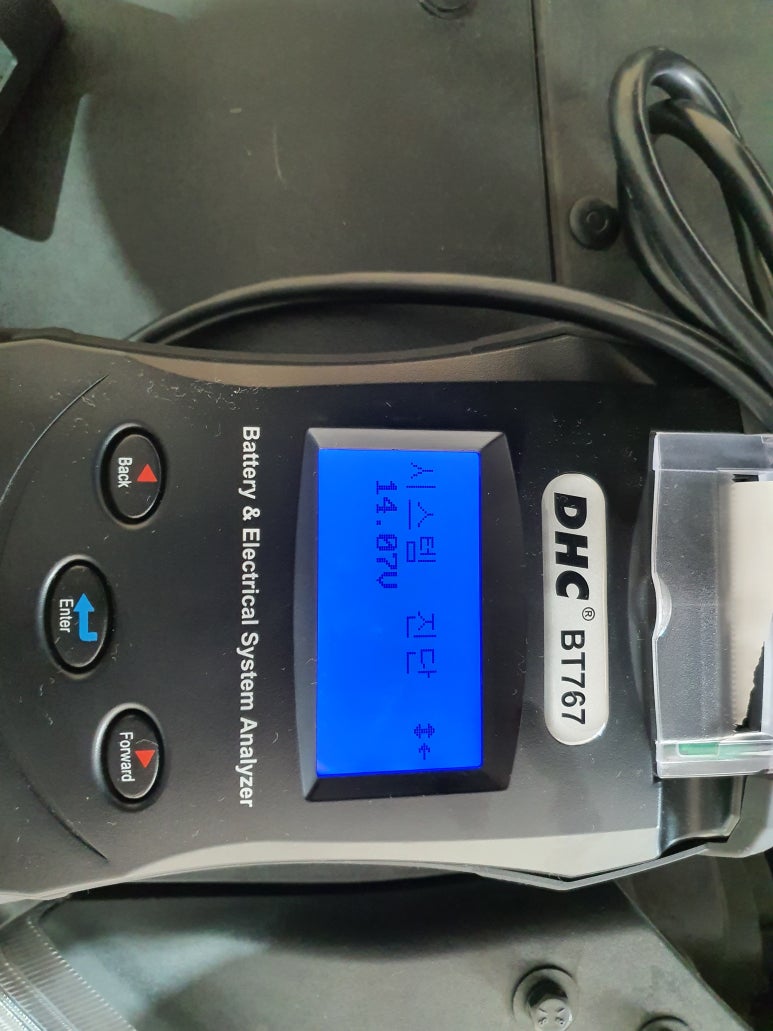 DHC® BT767
시스템 진단 ⬍←
14.07V
Battery & Electrical System Analyzer
Back
Enter
Forward